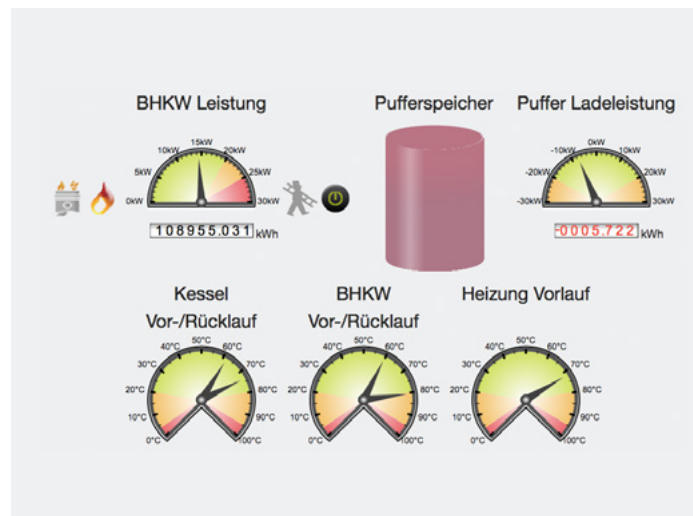 BHKW Leistung
Pufferspeicher
Puffer Ladeleistung
0kW
5kW
10kW
15kW
20kW
25kW
30kW
108955.031 kWh
-30kW
-20kW
-10kW
0kW
10kW
20kW
30kW
-0005.722 kWh
Kessel
Vor-/Rücklauf
BHKW
Vor-/Rücklauf
Heizung Vorlauf
0°C
10°C
20°C
30°C
40°C
50°C
60°C
70°C
80°C
90°C
100°C
0°C
10°C
20°C
30°C
40°C
50°C
60°C
70°C
80°C
90°C
100°C
0°C
10°C
20°C
30°C
40°C
50°C
60°C
70°C
80°C
90°C
100°C